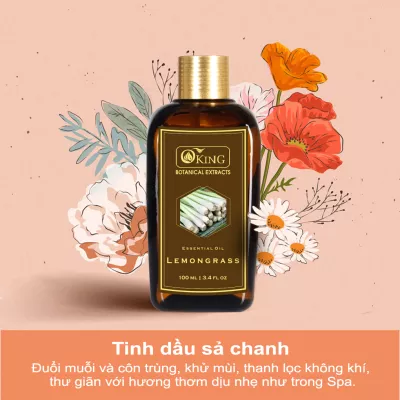 OKING
BOTANICAL EXTRACTS
ESSENTIAL OIL
LEMONGRASS
100 ML | 3.4 FL.OZ
Tinh dầu sả chanh
Đuổi muỗi và côn trùng, khử mùi, thanh lọc không khí,
thư giãn với hương thơm dịu nhẹ như trong Spa.